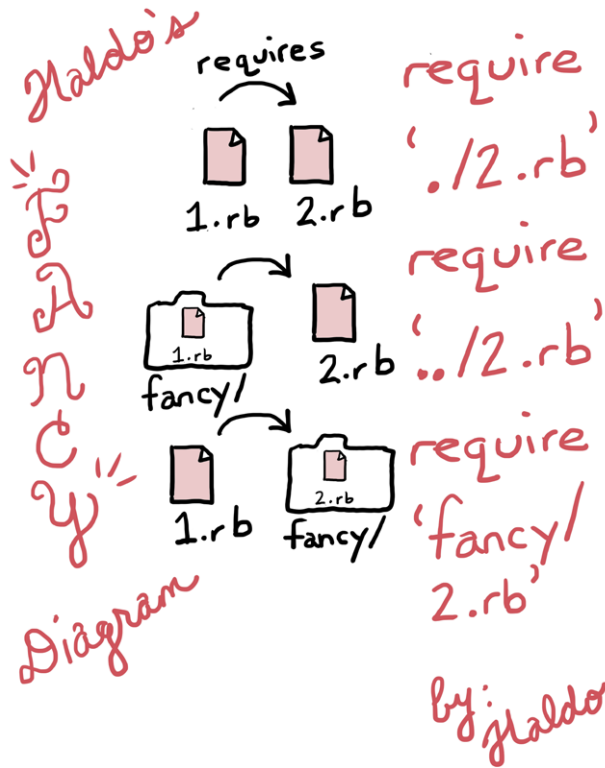 Haldo's
"FANCY"
Diagram
requires
1.rb 2.rb
require
'./2.rb'
1.rb
fancy/
2.rb
require
'../2.rb'
1.rb
2.rb
fancy/
require
'fancy/
2.rb'
by:
Haldo